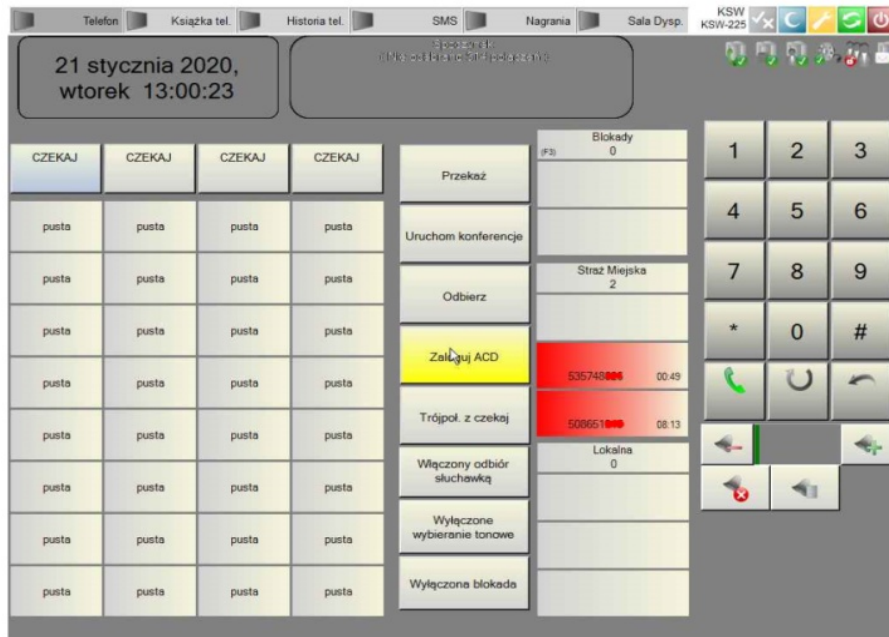 Telefon Książka tel. Historia tel. SMS Nagrania Sala Dysp. KSW
KSW-225
21 stycznia 2020,
wtorek 13:00:23
Spoczynek
CZEKAJ CZEKAJ CZEKAJ CZEKAJ
pusta pusta pusta pusta
pusta pusta pusta pusta
pusta pusta pusta pusta
pusta pusta pusta pusta
pusta pusta pusta pusta
pusta pusta pusta pusta
pusta pusta pusta pusta
pusta pusta pusta pusta
Przekaż
Uruchom konferencje
Odbierz
Zaloguj ACD
Trójpoł. z czekaj
Włączony odbiór
słuchawką
Wyłączone
wybieranie tonowe
Wyłączona blokada
Blokady
(F3) 0
Straż Miejska
2
535748 00:49
508651 08:13
Lokalna
0
1 2 3
4 5 6
7 8 9
* 0 #